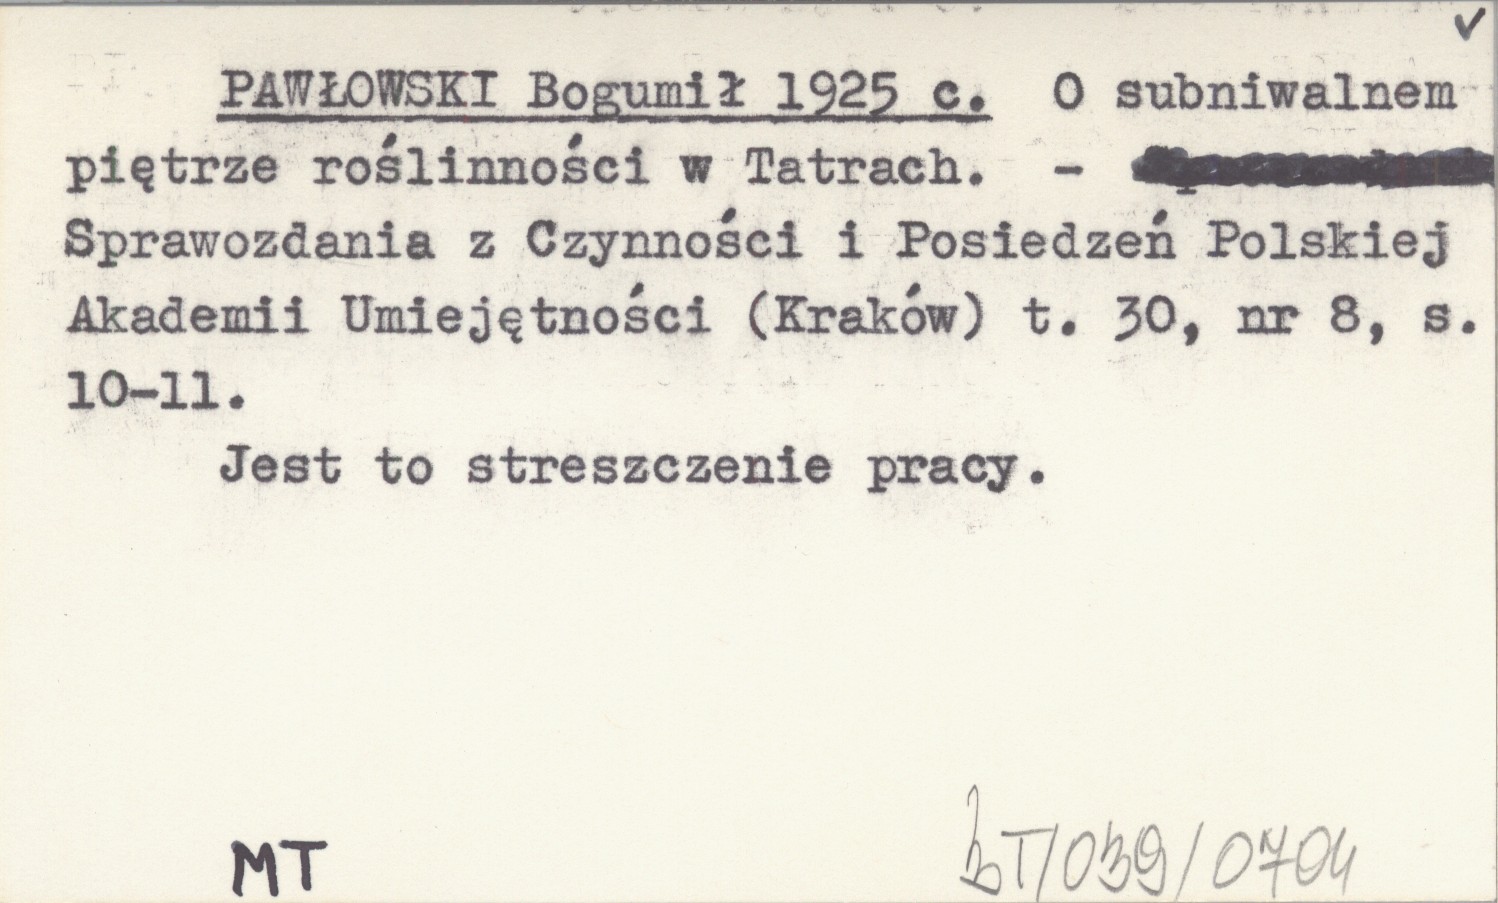 PAWŁOWSKI Bogumił 1925 c. O subniwalnem
piętrze roślinności w Tatrach. -
Sprawozdania z Czynności i Posiedzeń Polskiej
Akademii Umiejętności (Kraków) t. 30, nr 8, s.
10-11.
Jest to streszczenie pracy.
MT
BT/039/0704